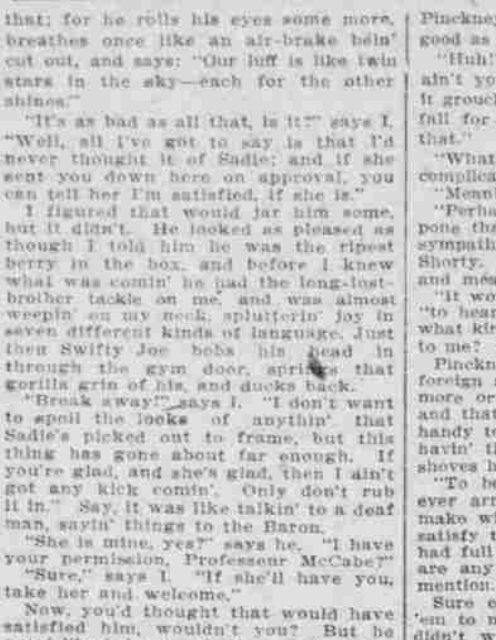 that; for he rolls his eyes some more,
breathes once like an air-brake bein'
cut out, and says: "Our luff is like twin
stars in the sky—each for the other
shines."
"It's as bad as all that, is it?" says I.
"Well, all I've got to say is that I'd
never thought it of Sadie; and if she
sent you down here on approval, you
can tell her I'm satisfied, if she is."
I figured that would jar him some,
but it didn't. He looked as pleased as
though I told him he was the ripest
berry in the box, and before I knew
what was comin' he had the long-lost-
brother tackle on me, and was almost
weepin' on my neck, splutterin' joy in
seven different kinds of language. Just
then Swifty Joe bobs his head in
through the gym door, springs that
gorilla grin of his, and ducks back.
"Break away!" says I. "I don't want
to spoil the looks of anythin' that
Sadie's picked out to frame, but this
thing has gone about far enough. If
you're glad, and she's glad, then I ain't
got any kick comin'. Only don't rub
it in." Say, it was like talkin' to a deaf
man, sayin' things to the Baron.
"She is mine, yes?" says he. "I have
your permission, Professeur McCabe?"
"Sure," says I. "If she'll have you,
take her and welcome."
Now, you'd thought that would have
satisfied him, wouldn't you? But he
Pinckney
good as
"Huh!
ain't yo
it grouc
fall for
that."
"What
complica
"Mean
"Perha
pone tha
sympath
Shorty.
and mea
"It wo
"to hear
what kin
to me?
Pinckn
foreign
more or
and that
handy to
havin' th
shoves h
"To be
ever arr
make w
satisfy t
had full
are any
mention.
Sure e
'em to m